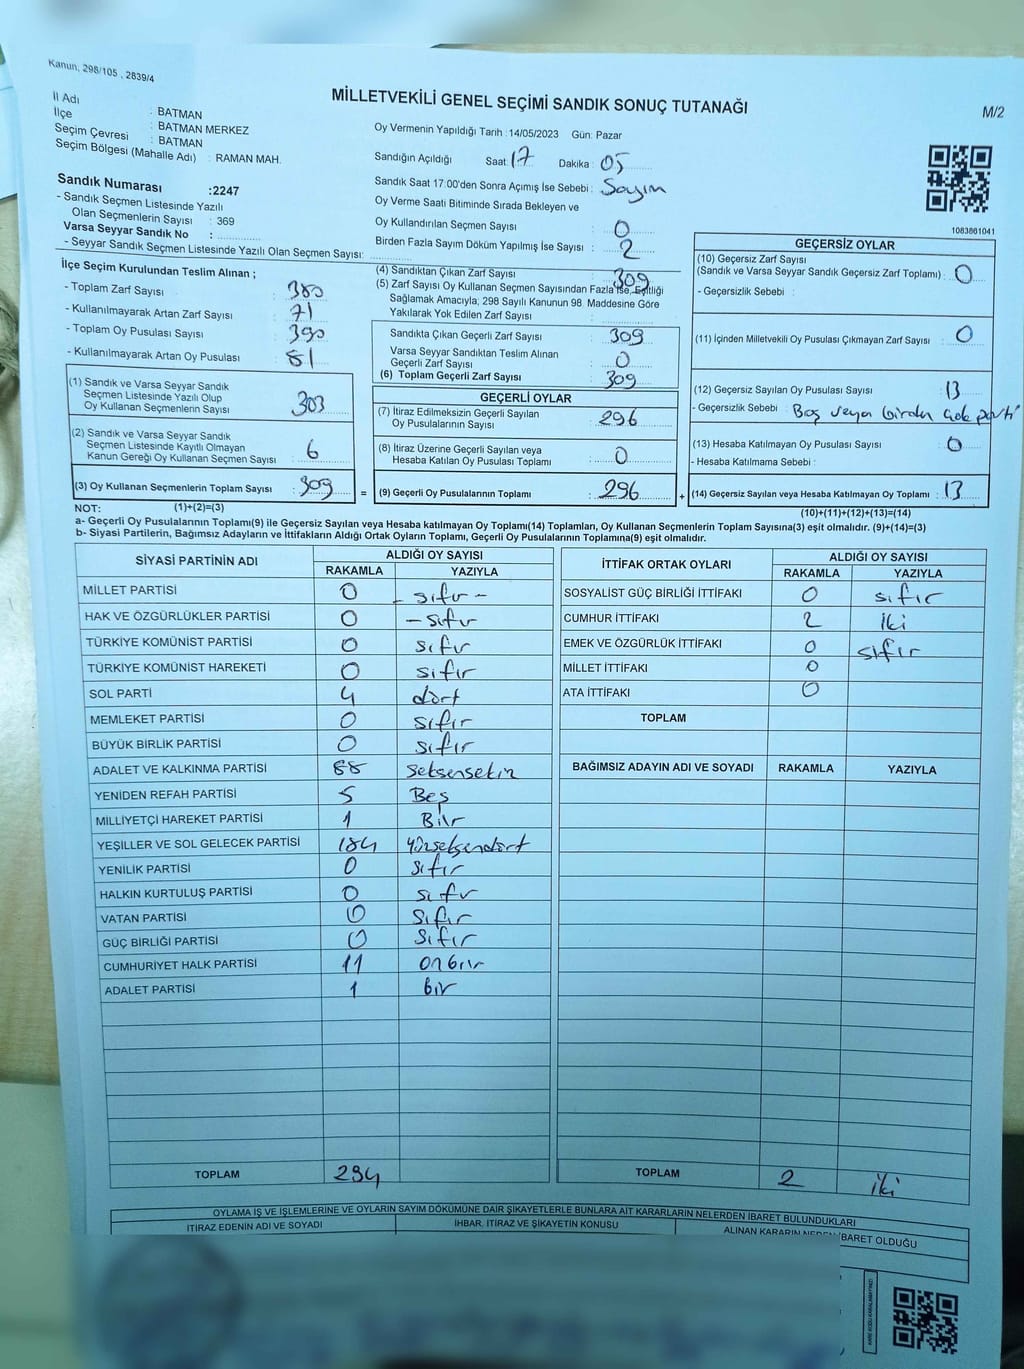 Kanun, 298/105 , 2839/4
MİLLETVEKİLİ GENEL SEÇİMİ SANDIK SONUÇ TUTANAĞI
M/2
İl Adı : BATMAN
İlçe : BATMAN MERKEZ
Seçim Çevresi : BATMAN
Seçim Bölgesi (Mahalle Adı) : RAMAN MAH.
Sandık Numarası :2247
- Sandık Seçmen Listesinde Yazılı
Olan Seçmenlerin Sayısı : 369
Varsa Seyyar Sandık No :
- Seyyar Sandık Seçmen Listesinde Yazılı Olan Seçmen Sayısı:
Oy Vermenin Yapıldığı Tarih :14/05/2023 Gün: Pazar
Sandığın Açıldığı Saat 17 Dakika : 05
Sandık Saat 17:00'den Sonra Açımış İse Sebebi : Sayım
Oy Verme Saati Bitiminde Sırada Bekleyen ve
Oy Kullandırılan Seçmen Sayısı : 0
Birden Fazla Sayım Döküm Yapılmış İse Sayısı : 2
1083861041
İlçe Seçim Kurulundan Teslim Alınan ;
- Toplam Zarf Sayısı : 380
- Kullanılmayarak Artan Zarf Sayısı : 71
- Toplam Oy Pusulası Sayısı : 390
- Kullanılmayarak Artan Oy Pusulası : 81
(1) Sandık ve Varsa Seyyar Sandık
Seçmen Listesinde Yazılı Olup
Oy Kullanan Seçmenlerin Sayısı : 303
(2) Sandık ve Varsa Seyyar Sandık
Seçmen Listesinde Kayıtlı Olmayan
Kanun Gereği Oy Kullanan Seçmen Sayısı : 6
(3) Oy Kullanan Seçmenlerin Toplam Sayısı : 309
(4) Sandıktan Çıkan Zarf Sayısı : 309
(5) Zarf Sayısı Oy Kullanan Seçmen Sayısından Fazla İse, Eşitliği
Sağlamak Amacıyla; 298 Sayılı Kanunun 98. Maddesine Göre
Yakılarak Yok Edilen Zarf Sayısı :
Sandıkta Çıkan Geçerli Zarf Sayısı : 309
Varsa Seyyar Sandıktan Teslim Alınan
Geçerli Zarf Sayısı : 0
(6) Toplam Geçerli Zarf Sayısı : 309
GEÇERLİ OYLAR
(7) İtiraz Edilmeksizin Geçerli Sayılan
Oy Pusulalarının Sayısı : 296
(8) İtiraz Üzerine Geçerli Sayılan veya
Hesaba Katılan Oy Pusulası Toplamı : 0
= (9) Geçerli Oy Pusulalarının Toplamı : 296
GEÇERSİZ OYLAR
(10) Geçersiz Zarf Sayısı
(Sandık ve Varsa Seyyar Sandık Geçersiz Zarf Toplamı) : 0
- Geçersizlik Sebebi :
(11) İçinden Milletvekili Oy Pusulası Çıkmayan Zarf Sayısı : 0
(12) Geçersiz Sayılan Oy Pusulası Sayısı : 13
- Geçersizlik Sebebi : Boş veya birden çok parti
(13) Hesaba Katılmayan Oy Pusulası Sayısı : 0
- Hesaba Katılmama Sebebi :
+ (14) Geçersiz Sayılan veya Hesaba Katılmayan Oy Toplamı : 13
NOT: (1)+(2)=(3)
(10)+(11)+(12)+(13)=(14)
a- Geçerli Oy Pusulalarının Toplamı(9) ile Geçersiz Sayılan veya Hesaba katılmayan Oy Toplamı(14) Toplamları, Oy Kullanan Seçmenlerin Toplam Sayısına(3) eşit olmalıdır. (9)+(14)=(3)
b- Siyasi Partilerin, Bağımsız Adayların ve İttifakların Aldığı Ortak Oyların Toplamı, Geçerli Oy Pusulalarının Toplamına(9) eşit olmalıdır.
SİYASİ PARTİNİN ADI ALDIĞI OY SAYISI
RAKAMLA YAZIYLA
MİLLET PARTİSİ 0 - sıfır -
HAK VE ÖZGÜRLÜKLER PARTİSİ 0 - sıfır
TÜRKİYE KOMÜNİST PARTİSİ 0 sıfır
TÜRKİYE KOMÜNİST HAREKETİ 0 sıfır
SOL PARTİ 4 dört
MEMLEKET PARTİSİ 0 sıfır
BÜYÜK BİRLİK PARTİSİ 0 sıfır
ADALET VE KALKINMA PARTİSİ 88 seksensekiz
YENİDEN REFAH PARTİSİ 5 Beş
MİLLİYETÇİ HAREKET PARTİSİ 1 Bir
YEŞİLLER VE SOL GELECEK PARTİSİ 184 yüzseksendört
YENİLİK PARTİSİ 0 sıfır
HALKIN KURTULUŞ PARTİSİ 0 sıfır
VATAN PARTİSİ 0 sıfır
GÜÇ BİRLİĞİ PARTİSİ 0 sıfır
CUMHURİYET HALK PARTİSİ 11 onbir
ADALET PARTİSİ 1 bir
TOPLAM 294
İTTİFAK ORTAK OYLARI ALDIĞI OY SAYISI
RAKAMLA YAZIYLA
SOSYALİST GÜÇ BİRLİĞİ İTTİFAKI 0 sıfır
CUMHUR İTTİFAKI 2 iki
EMEK VE ÖZGÜRLÜK İTTİFAKI 0 sıfır
MİLLET İTTİFAKI 0
ATA İTTİFAKI 0
TOPLAM
BAĞIMSIZ ADAYIN ADI VE SOYADI RAKAMLA YAZIYLA
TOPLAM 2 iki
OYLAMA İŞ VE İŞLEMLERİNE VE OYLARIN SAYIM DÖKÜMÜNE DAİR ŞİKAYETLERLE BUNLARA AİT KARARLARIN NELERDEN İBARET BULUNDUKLARI
İTİRAZ EDENİN ADI VE SOYADI İHBAR, İTİRAZ VE ŞİKAYETİN KONUSU ALINAN KARARIN NEDEN İBARET OLDUĞU